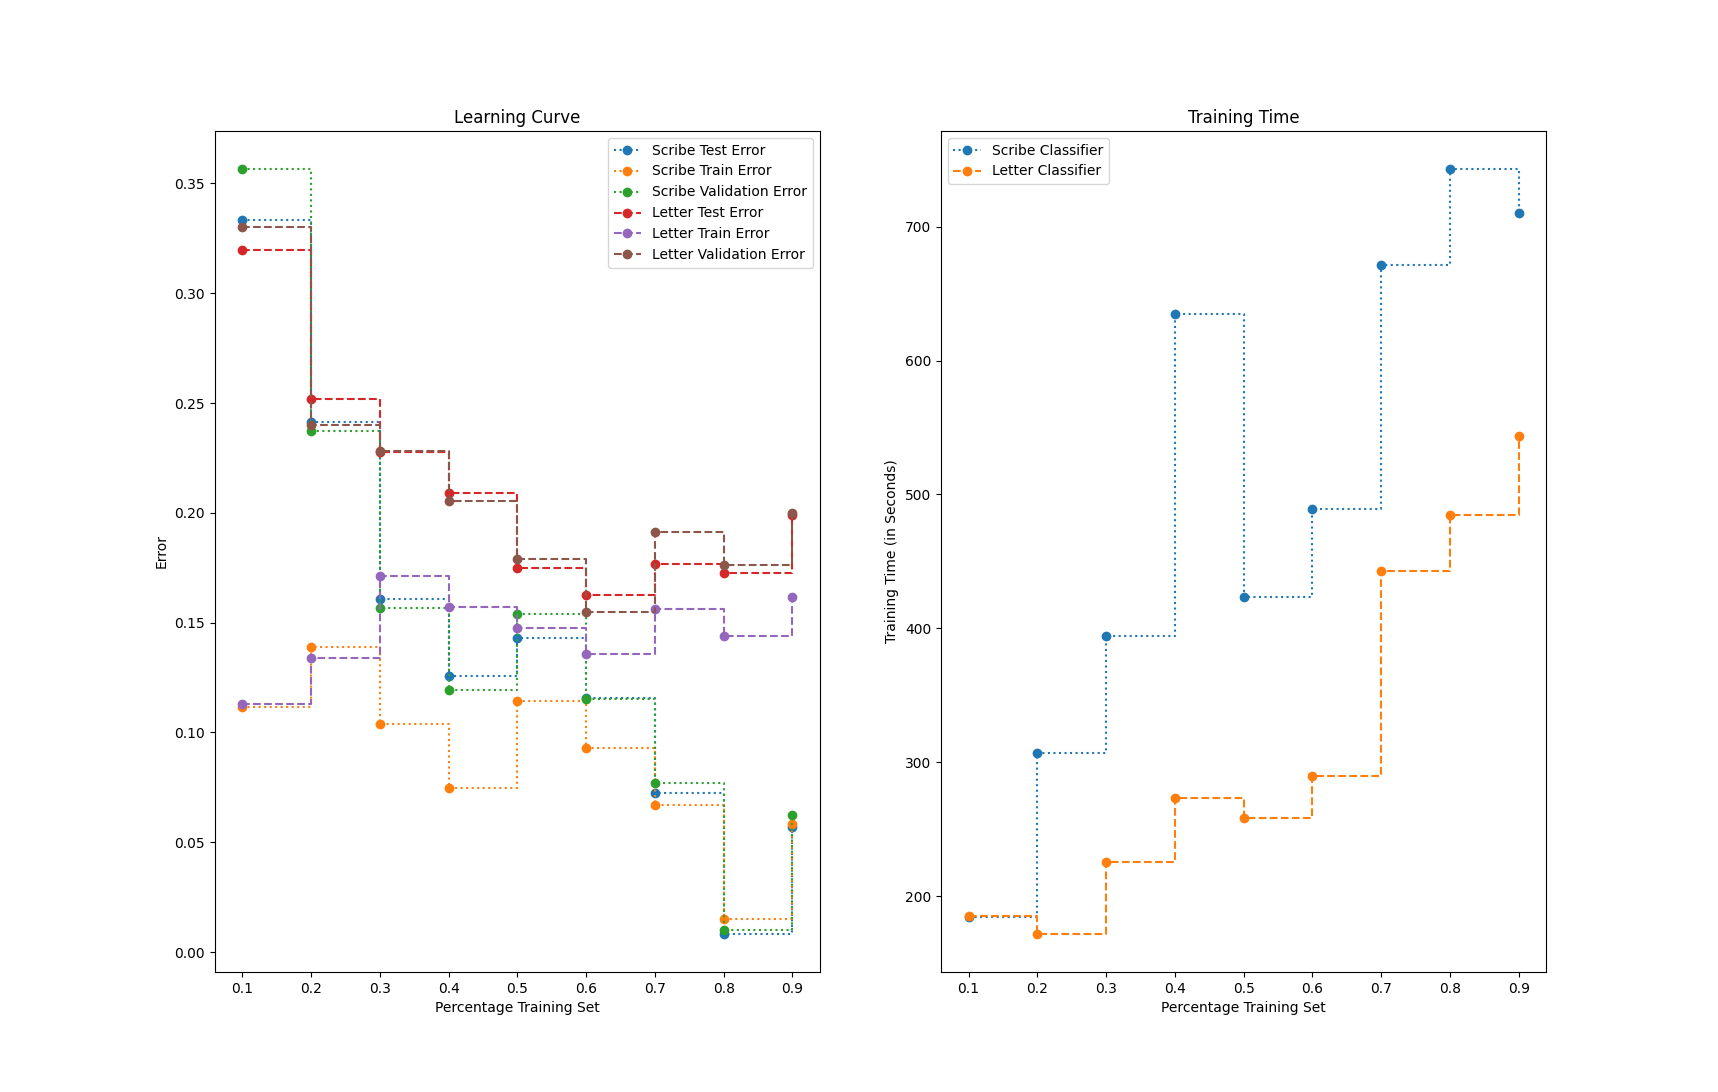 Learning Curve
Scribe Test Error
Scribe Train Error
Scribe Validation Error
Letter Test Error
Letter Train Error
Letter Validation Error
0.35
0.30
0.25
0.20
0.15
0.10
0.05
0.00
Error
0.1 0.2 0.3 0.4 0.5 0.6 0.7 0.8 0.9
Percentage Training Set
Training Time
Scribe Classifier
Letter Classifier
700
600
500
400
300
200
Training Time (in Seconds)
0.1 0.2 0.3 0.4 0.5 0.6 0.7 0.8 0.9
Percentage Training Set